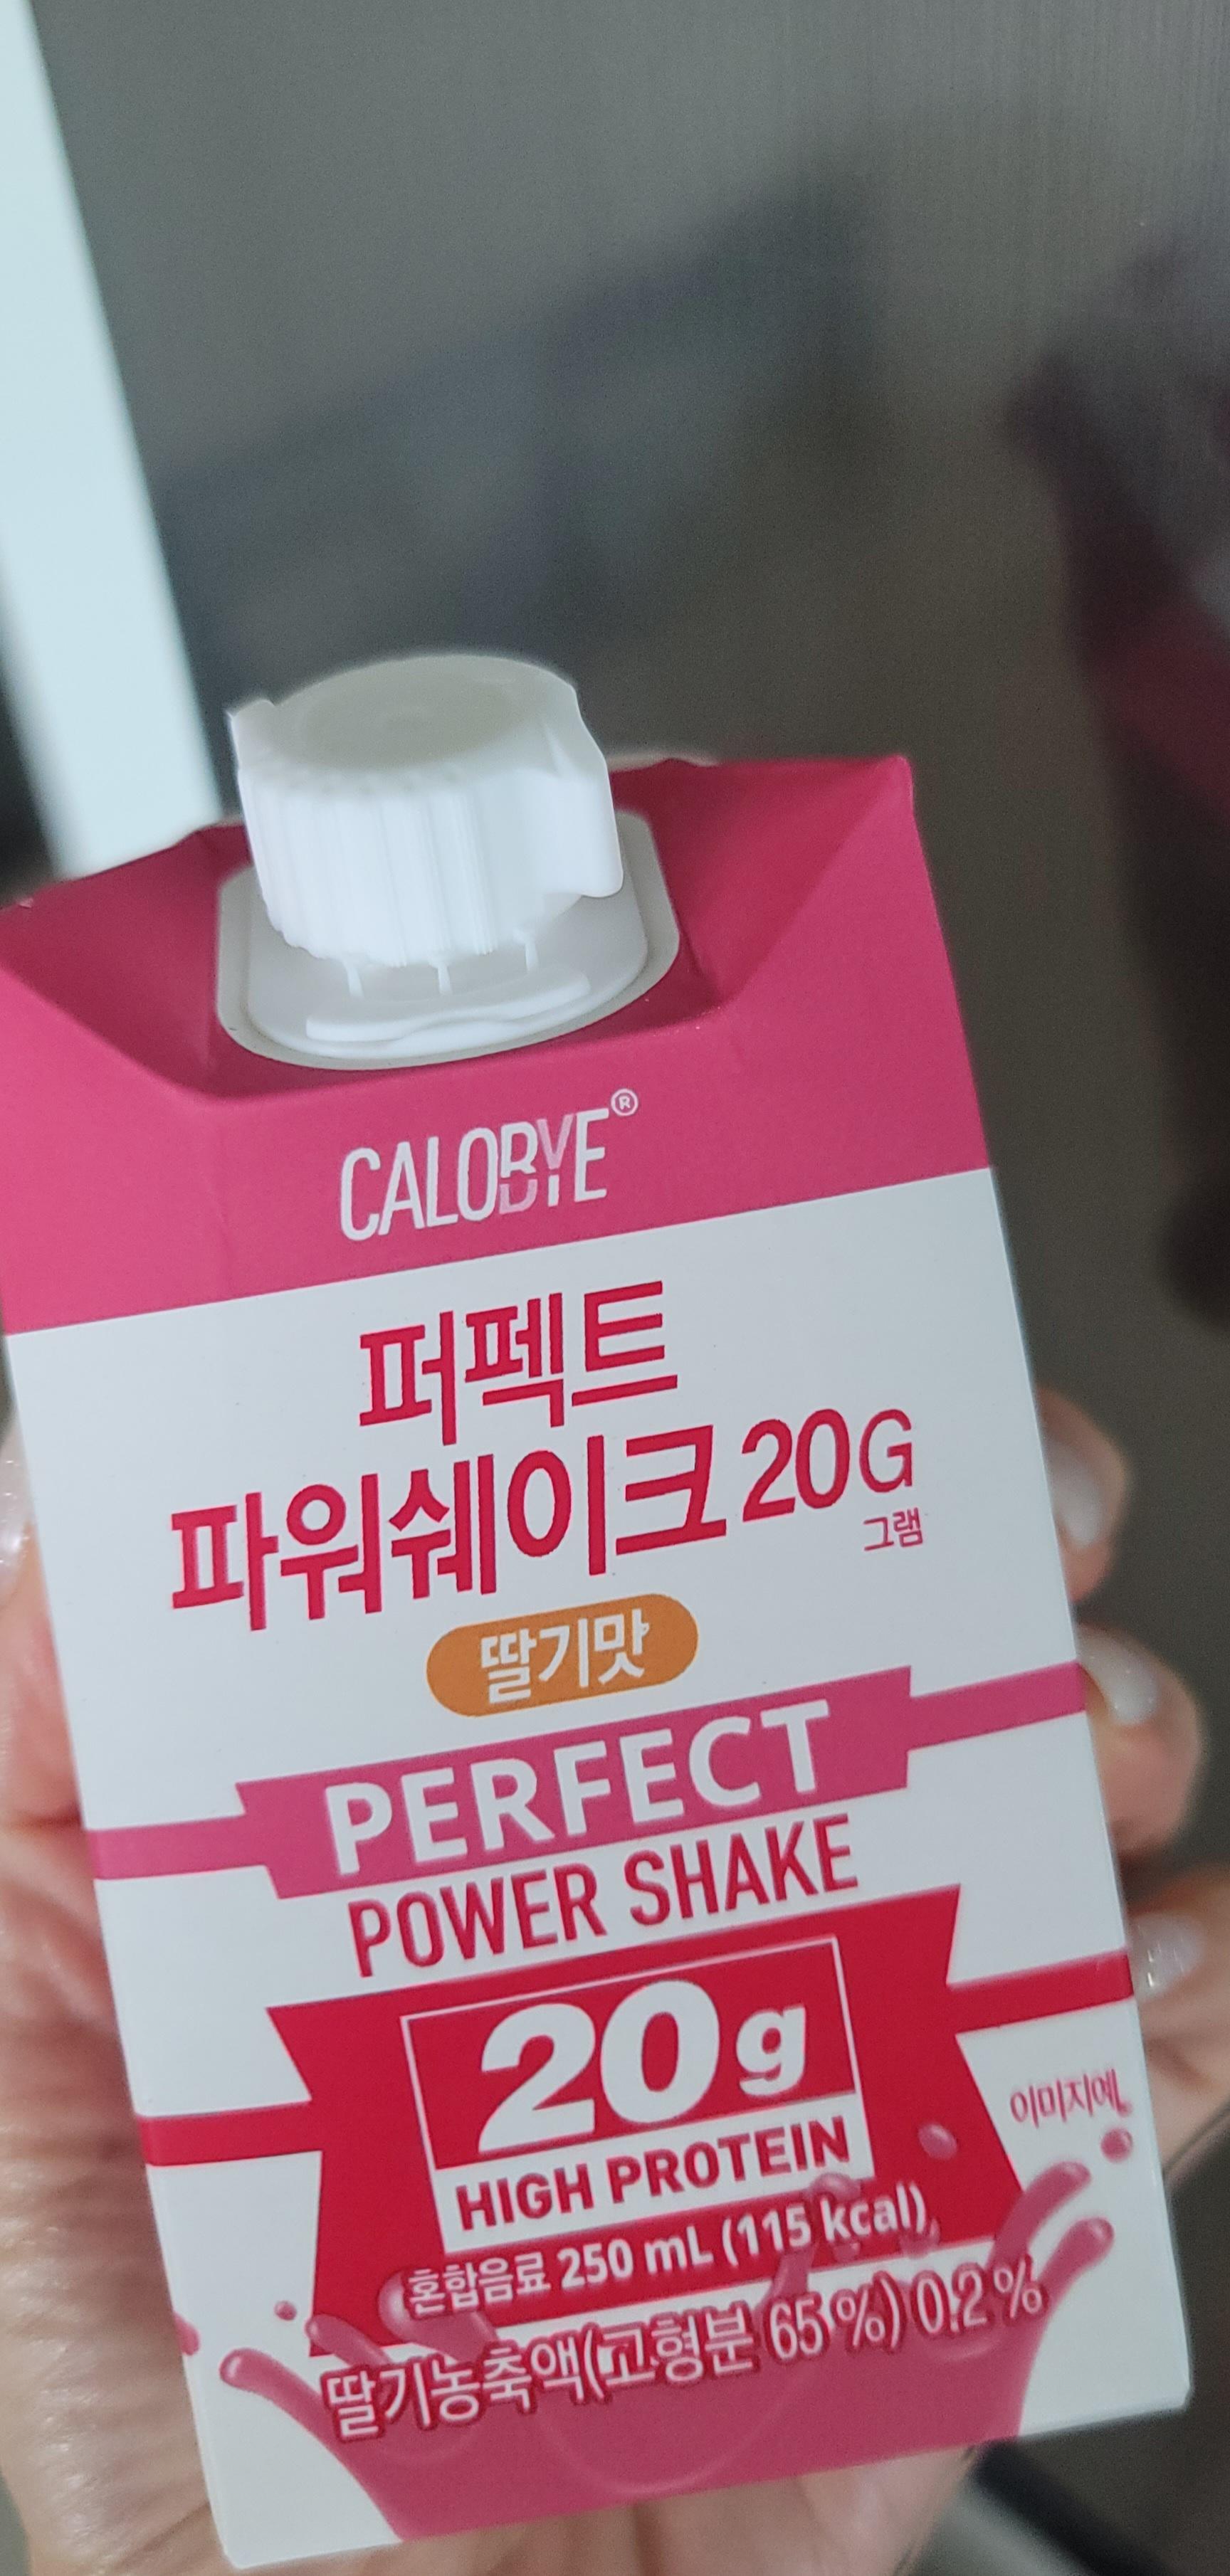 CALOBYE®
퍼펙트
파워쉐이크 20G
그램
딸기맛
PERFECT
POWER SHAKE
20g
HIGH PROTEIN
이미지예
혼합음료 250 mL (115 kcal)
딸기농축액(고형분 65 %) 0.2 %